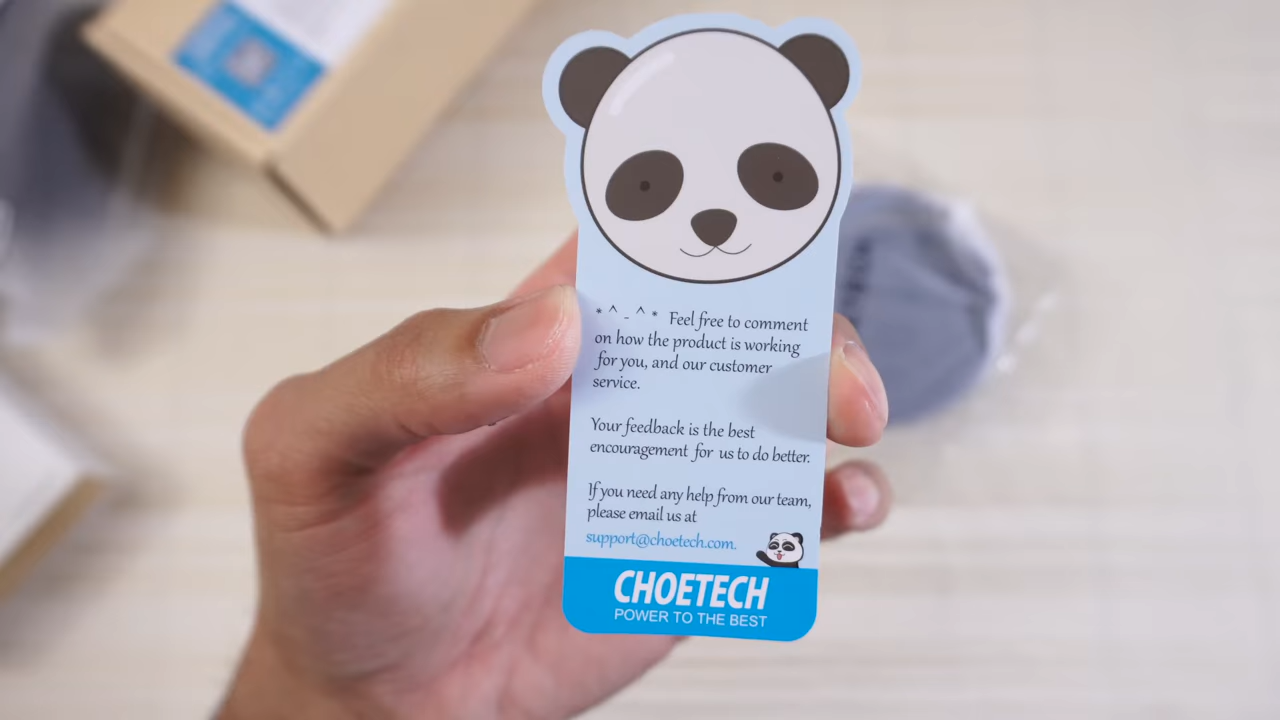 *^-^* Feel free to comment
on how the product is working
for you, and our customer
service.
Your feedback is the best
encouragement for us to do better.
If you need any help from our team,
please email us at
support@choetech.com.
CHOETECH
POWER TO THE BEST